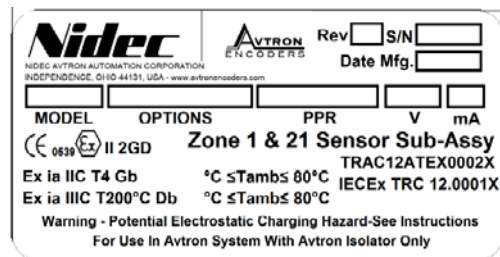 Nidec
AVTRON
ENCODERS
Rev
S/N
NIDEC AVTRON AUTOMATION CORPORATION
INDEPENDENCE, OHIO 44131, USA - www.avtronencoders.com
Date Mfg.
MODEL OPTIONS PPR V mA
CE 0539 Ex II 2GD Zone 1 & 21 Sensor Sub-Assy
TRAC12ATEX0002X
Ex ia IIC T4 Gb °C ≤Tamb≤ 80°C
IECEx TRC 12.0001X
Ex ia IIIC T200°C Db °C ≤Tamb≤ 80°C
Warning - Potential Electrostatic Charging Hazard-See Instructions
For Use In Avtron System With Avtron Isolator Only